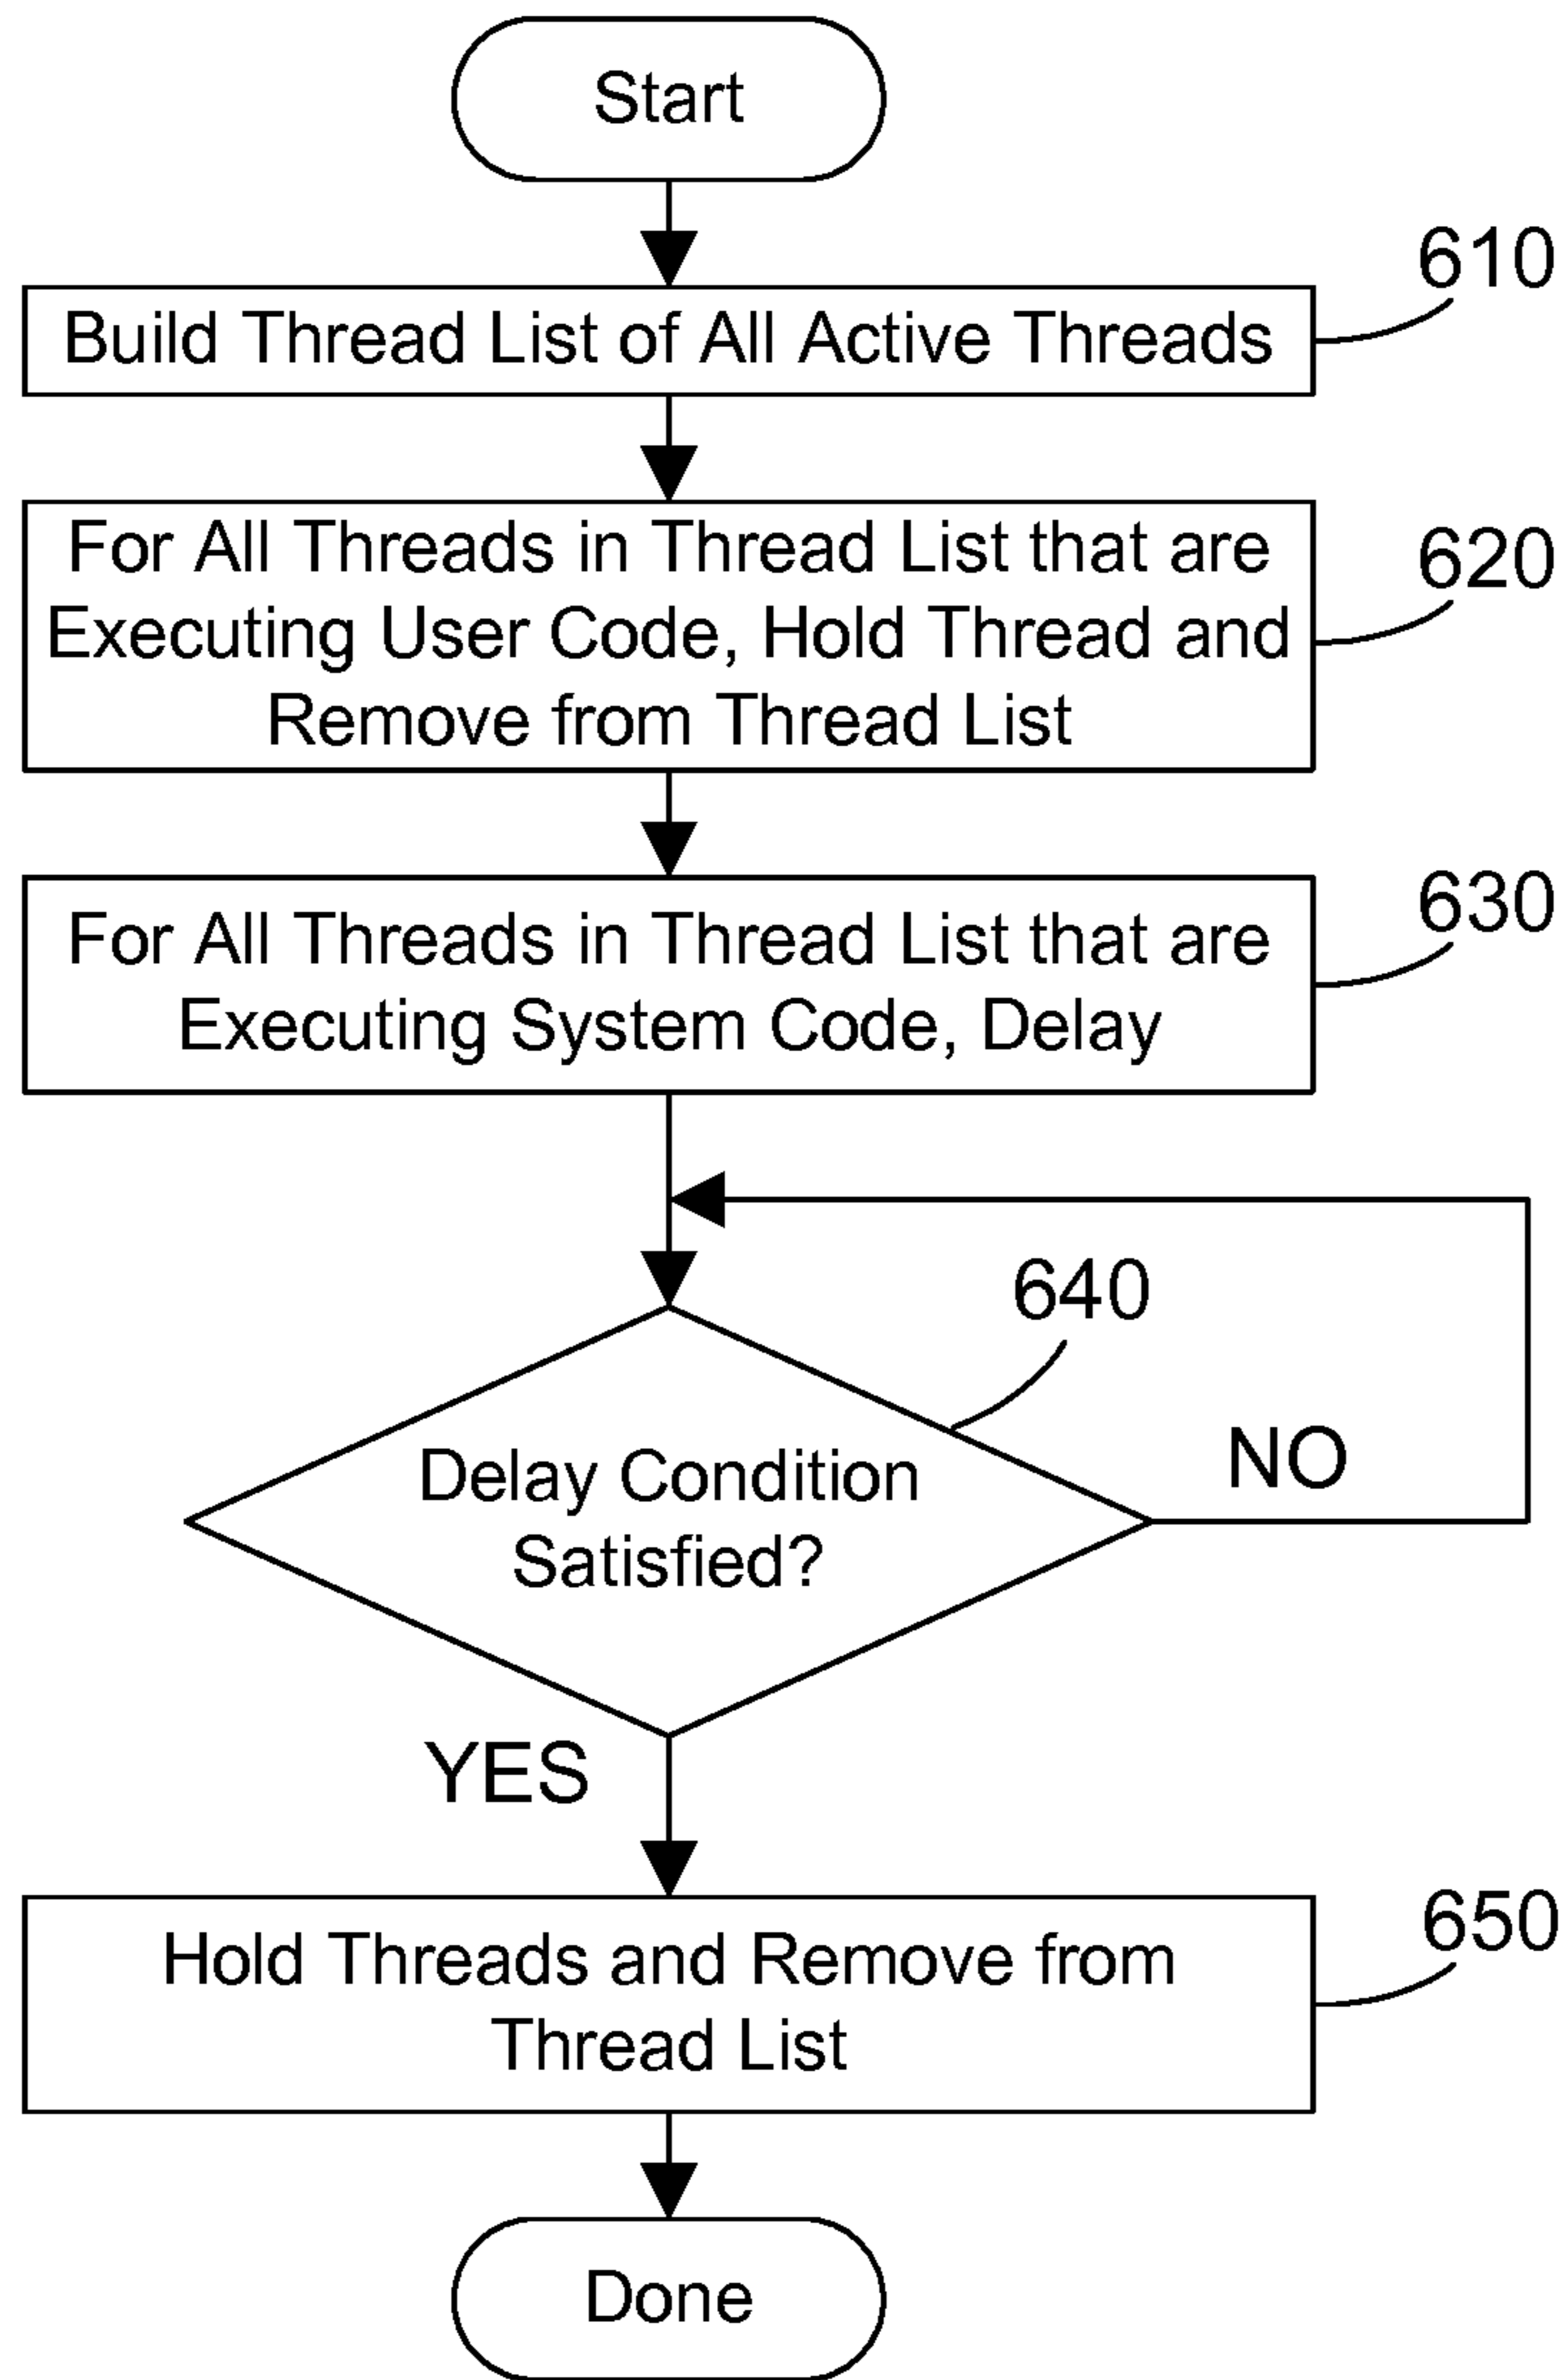 Start
610
Build Thread List of All Active Threads
620
For All Threads in Thread List that are
Executing User Code, Hold Thread and
Remove from Thread List
630
For All Threads in Thread List that are
Executing System Code, Delay
640
Delay Condition
Satisfied?
NO
YES
650
Hold Threads and Remove from
Thread List
Done